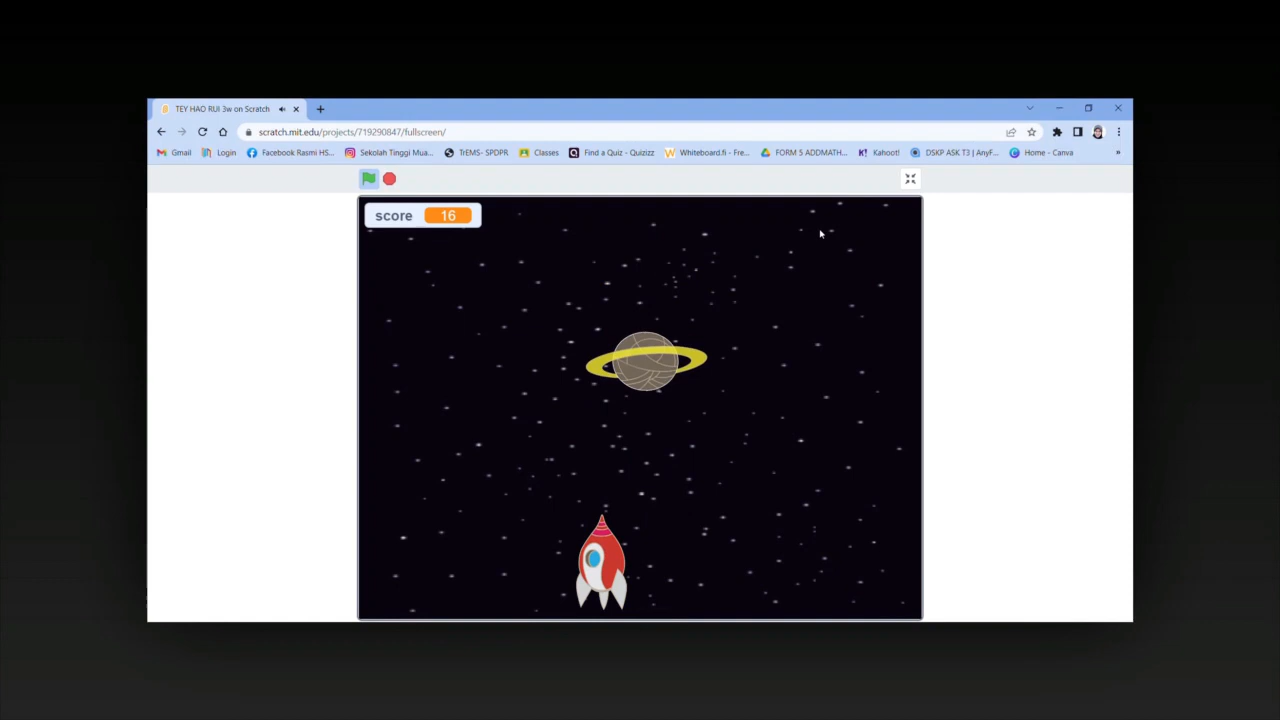 TEY HAO RUI 3w on Scratch
scratch.mit.edu/projects/719290847/fullscreen/
Gmail Login Facebook Rasmi HS... Sekolah Tinggi Mua... TrEMS- SPDPR Classes Find a Quiz - Quizizz Whiteboard.fi - Fre... FORM 5 ADDMATH... K! Kahoot! DSKP ASK T3 | AnyF... Home - Canva »
score 16